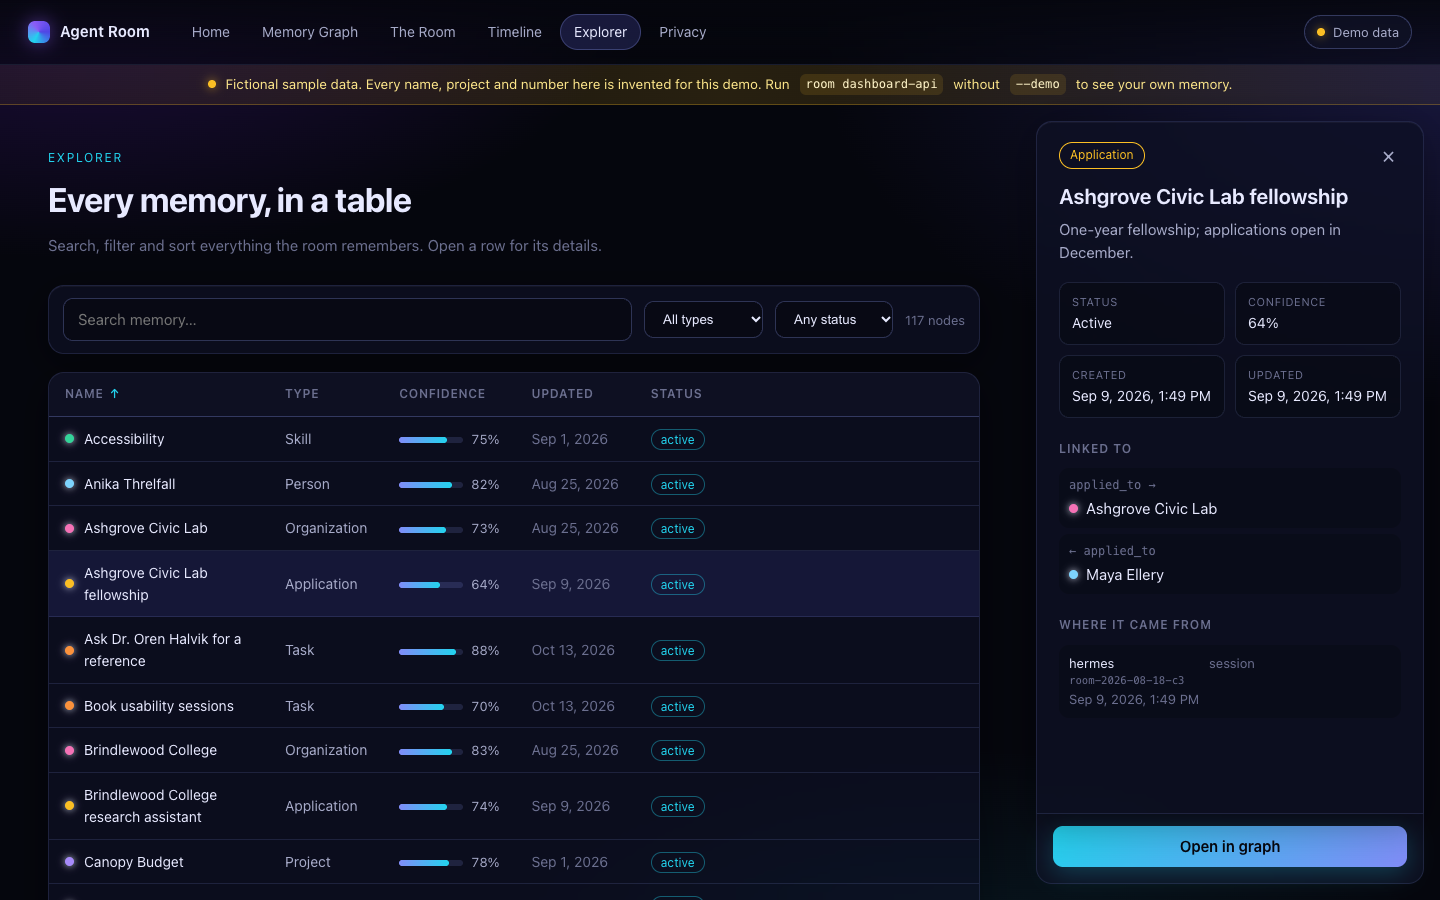 Agent Room
Home
Memory Graph
The Room
Timeline
Explorer
Privacy
Demo data
Fictional sample data. Every name, project and number here is invented for this demo. Run room dashboard-api without --demo to see your own memory.
EXPLORER
Every memory, in a table
Search, filter and sort everything the room remembers. Open a row for its details.
Search memory...
All types
Any status
117 nodes
NAME ↑ TYPE CONFIDENCE UPDATED STATUS
Accessibility Skill 75% Sep 1, 2026 active
Anika Threlfall Person 82% Aug 25, 2026 active
Ashgrove Civic Lab Organization 73% Aug 25, 2026 active
Ashgrove Civic Lab
fellowship
Application 64% Sep 9, 2026 active
Ask Dr. Oren Halvik for a
reference
Task 88% Oct 13, 2026 active
Book usability sessions Task 70% Oct 13, 2026 active
Brindlewood College Organization 83% Aug 25, 2026 active
Brindlewood College
research assistant
Application 74% Sep 9, 2026 active
Canopy Budget Project 78% Sep 1, 2026 active
Application
×
Ashgrove Civic Lab fellowship
One-year fellowship; applications open in
December.
STATUS
Active
CONFIDENCE
64%
CREATED
Sep 9, 2026, 1:49 PM
UPDATED
Sep 9, 2026, 1:49 PM
LINKED TO
applied_to →
Ashgrove Civic Lab
← applied_to
Maya Ellery
WHERE IT CAME FROM
hermes session
room-2026-08-18-c3
Sep 9, 2026, 1:49 PM
Open in graph